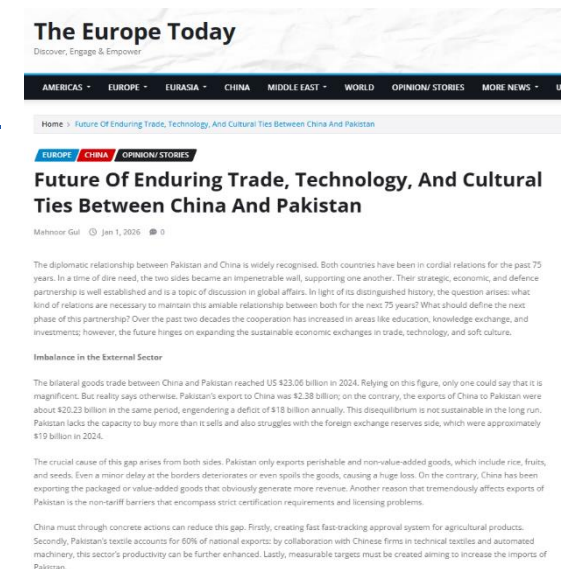 The Europe Today
Discover, Engage & Empower
AMERICAS EUROPE EURASIA CHINA MIDDLE EAST WORLD OPINION/ STORIES MORE NEWS U
Home Future Of Enduring Trade, Technology, And Cultural Ties Between China And Pakistan
EUROPE CHINA OPINION/ STORIES
Future Of Enduring Trade, Technology, And Cultural
Ties Between China And Pakistan
Mahnoor Gul Jan 1, 2026 0
The diplomatic relationship between Pakistan and China is widely recognised. Both countries have been in cordial relations for the past 75
years. In a time of dire need, the two sides became an impenetrable wall, supporting one another. Their strategic, economic, and defence
partnership is well established and is a topic of discussion in global affairs. In light of its distinguished history, the question arises: what
kind of relations are necessary to maintain this amiable relationship between both for the next 75 years? What should define the next
phase of this partnership? Over the past two decades the cooperation has increased in areas like education, knowledge exchange, and
investments; however, the future hinges on expanding the sustainable economic exchanges in trade, technology, and soft culture.
Imbalance in the External Sector
The bilateral goods trade between China and Pakistan reached US $23.06 billion in 2024. Relying on this figure, only one could say that it is
magnificent. But reality says otherwise. Pakistan's export to China was $2.38 billion; on the contrary, the exports of China to Pakistan were
about $20.23 billion in the same period, engendering a deficit of $18 billion annually. This disequilibrium is not sustainable in the long run.
Pakistan lacks the capacity to buy more than it sells and also struggles with the foreign exchange reserves side, which were approximately
$19 billion in 2024.
The crucial cause of this gap arises from both sides. Pakistan only exports perishable and non-value-added goods, which include rice, fruits,
and seeds. Even a minor delay at the borders deteriorates or even spoils the goods, causing a huge loss. On the contrary, China has been
exporting the packaged or value-added goods that obviously generate more revenue. Another reason that tremendously affects exports of
Pakistan is the non-tariff barriers that encompass strict certification requirements and licensing problems.
China must through concrete actions can reduce this gap. Firstly, creating fast fast-tracking approval system for agricultural products.
Secondly, Pakistan's textile accounts for 60% of national exports: by collaboration with Chinese firms in technical textiles and automated
machinery, this sector's productivity can be further enhanced. Lastly, measurable targets must be created aiming to increase the imports of
Pakistan.